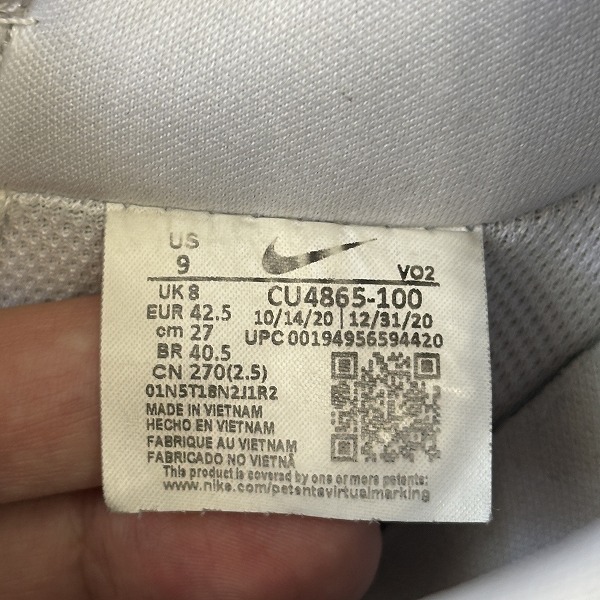 US
9
VO2
UK 8
EUR 42.5
cm 27
BR 40.5
CN 270(2.5)
CU4865-100
10/14/20 | 12/31/20
UPC 00194956594420
01N5T18N2J1R2
MADE IN VIETNAM
HECHO EN VIETNAM
FABRIQUE AU VIETNAM
FABRICADO NO VIETNÃ
This product is covered by one or more patents:
www.nike.com/patentsvirtualmarking